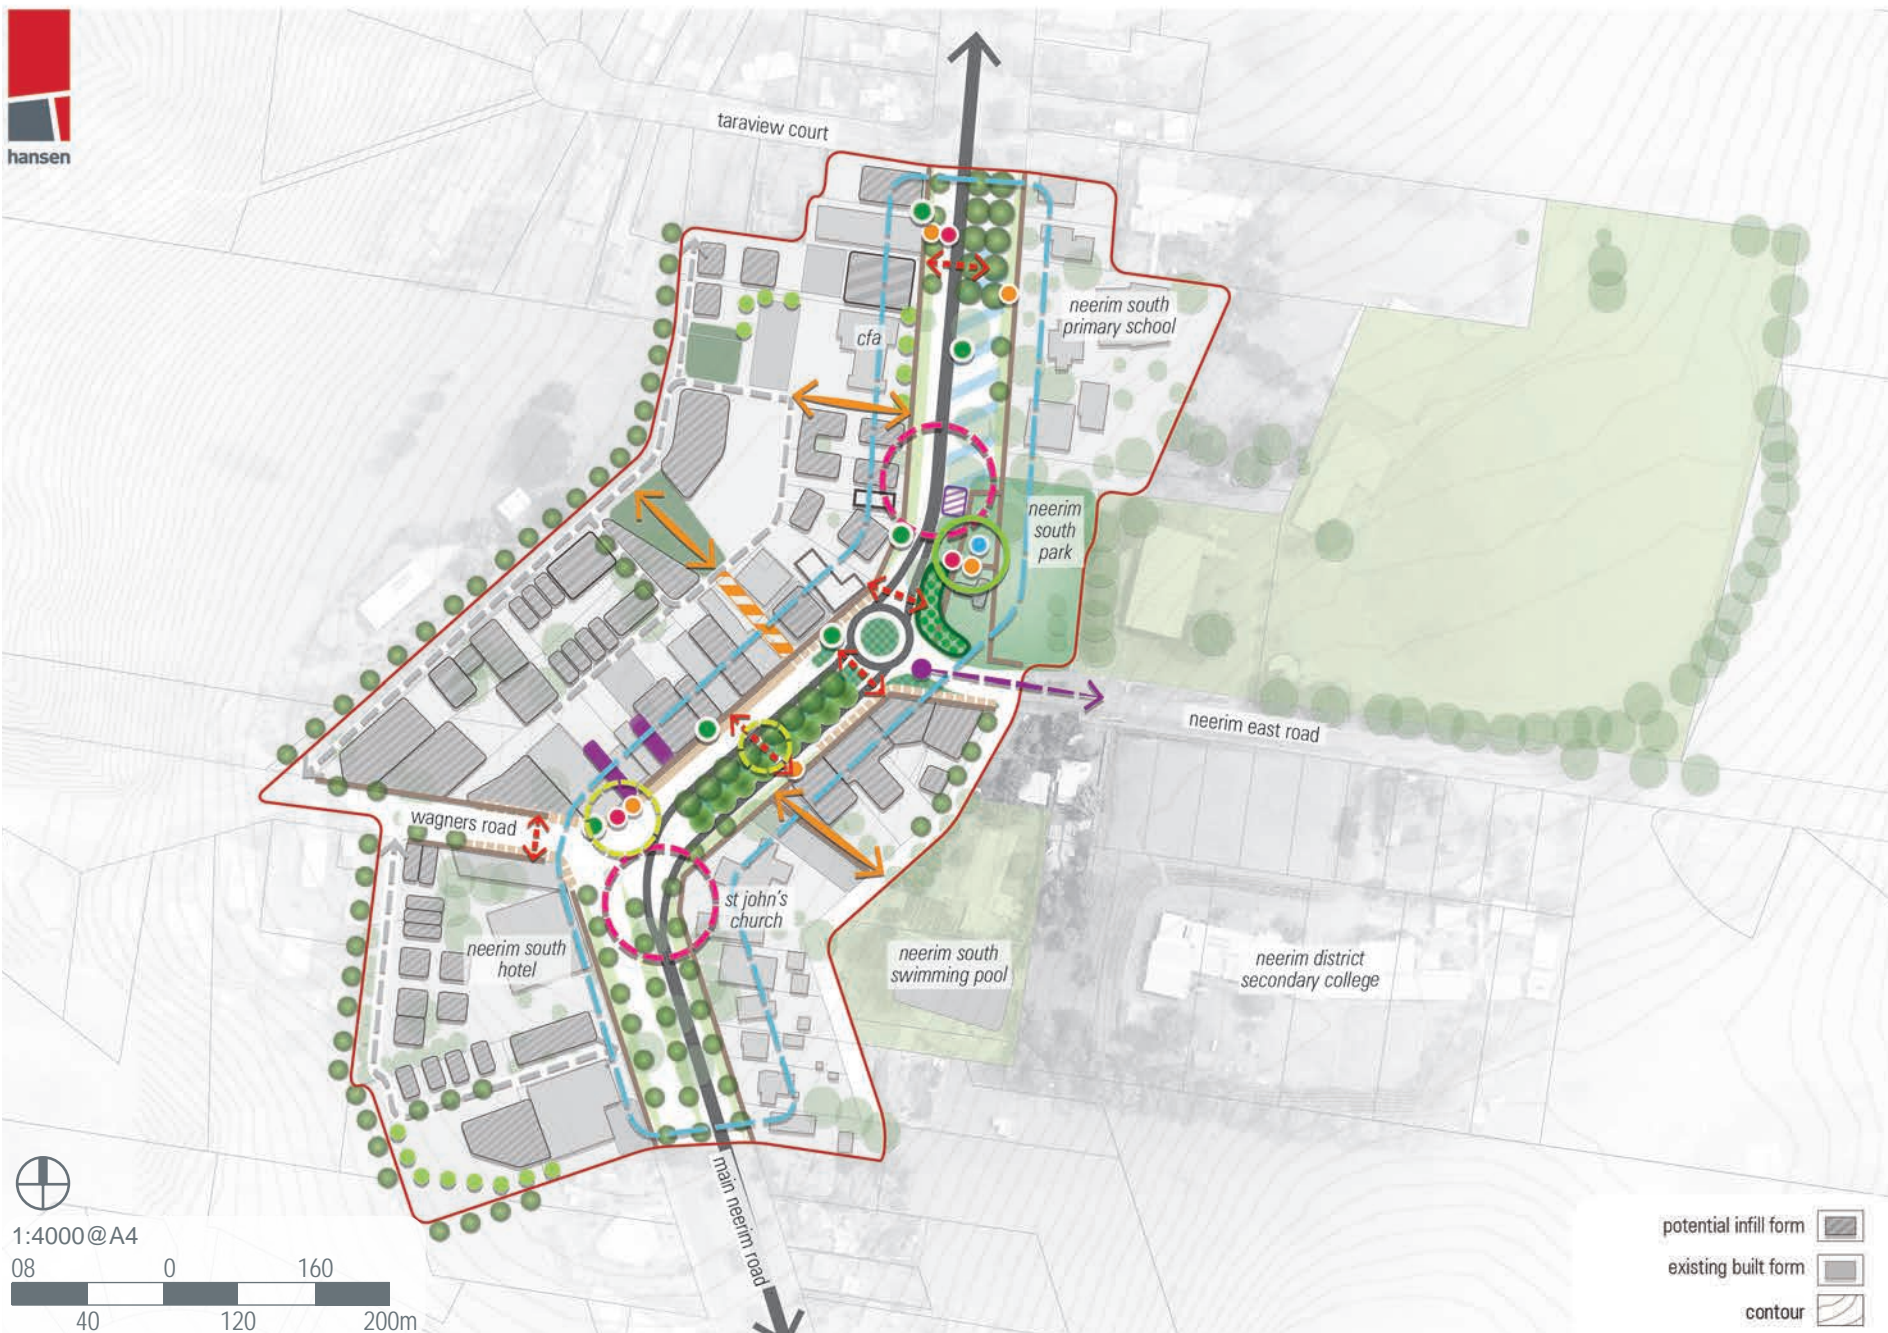 hansen
taraview court
neerim south
primary school
cfa
neerim
south
park
neerim east road
wagners road
st john's
church
neerim south
hotel
neerim south
swimming pool
neerim district
secondary college
main neerim road
1:4000@A4
08 0 160
40 120 200m
potential infill form
existing built form
contour